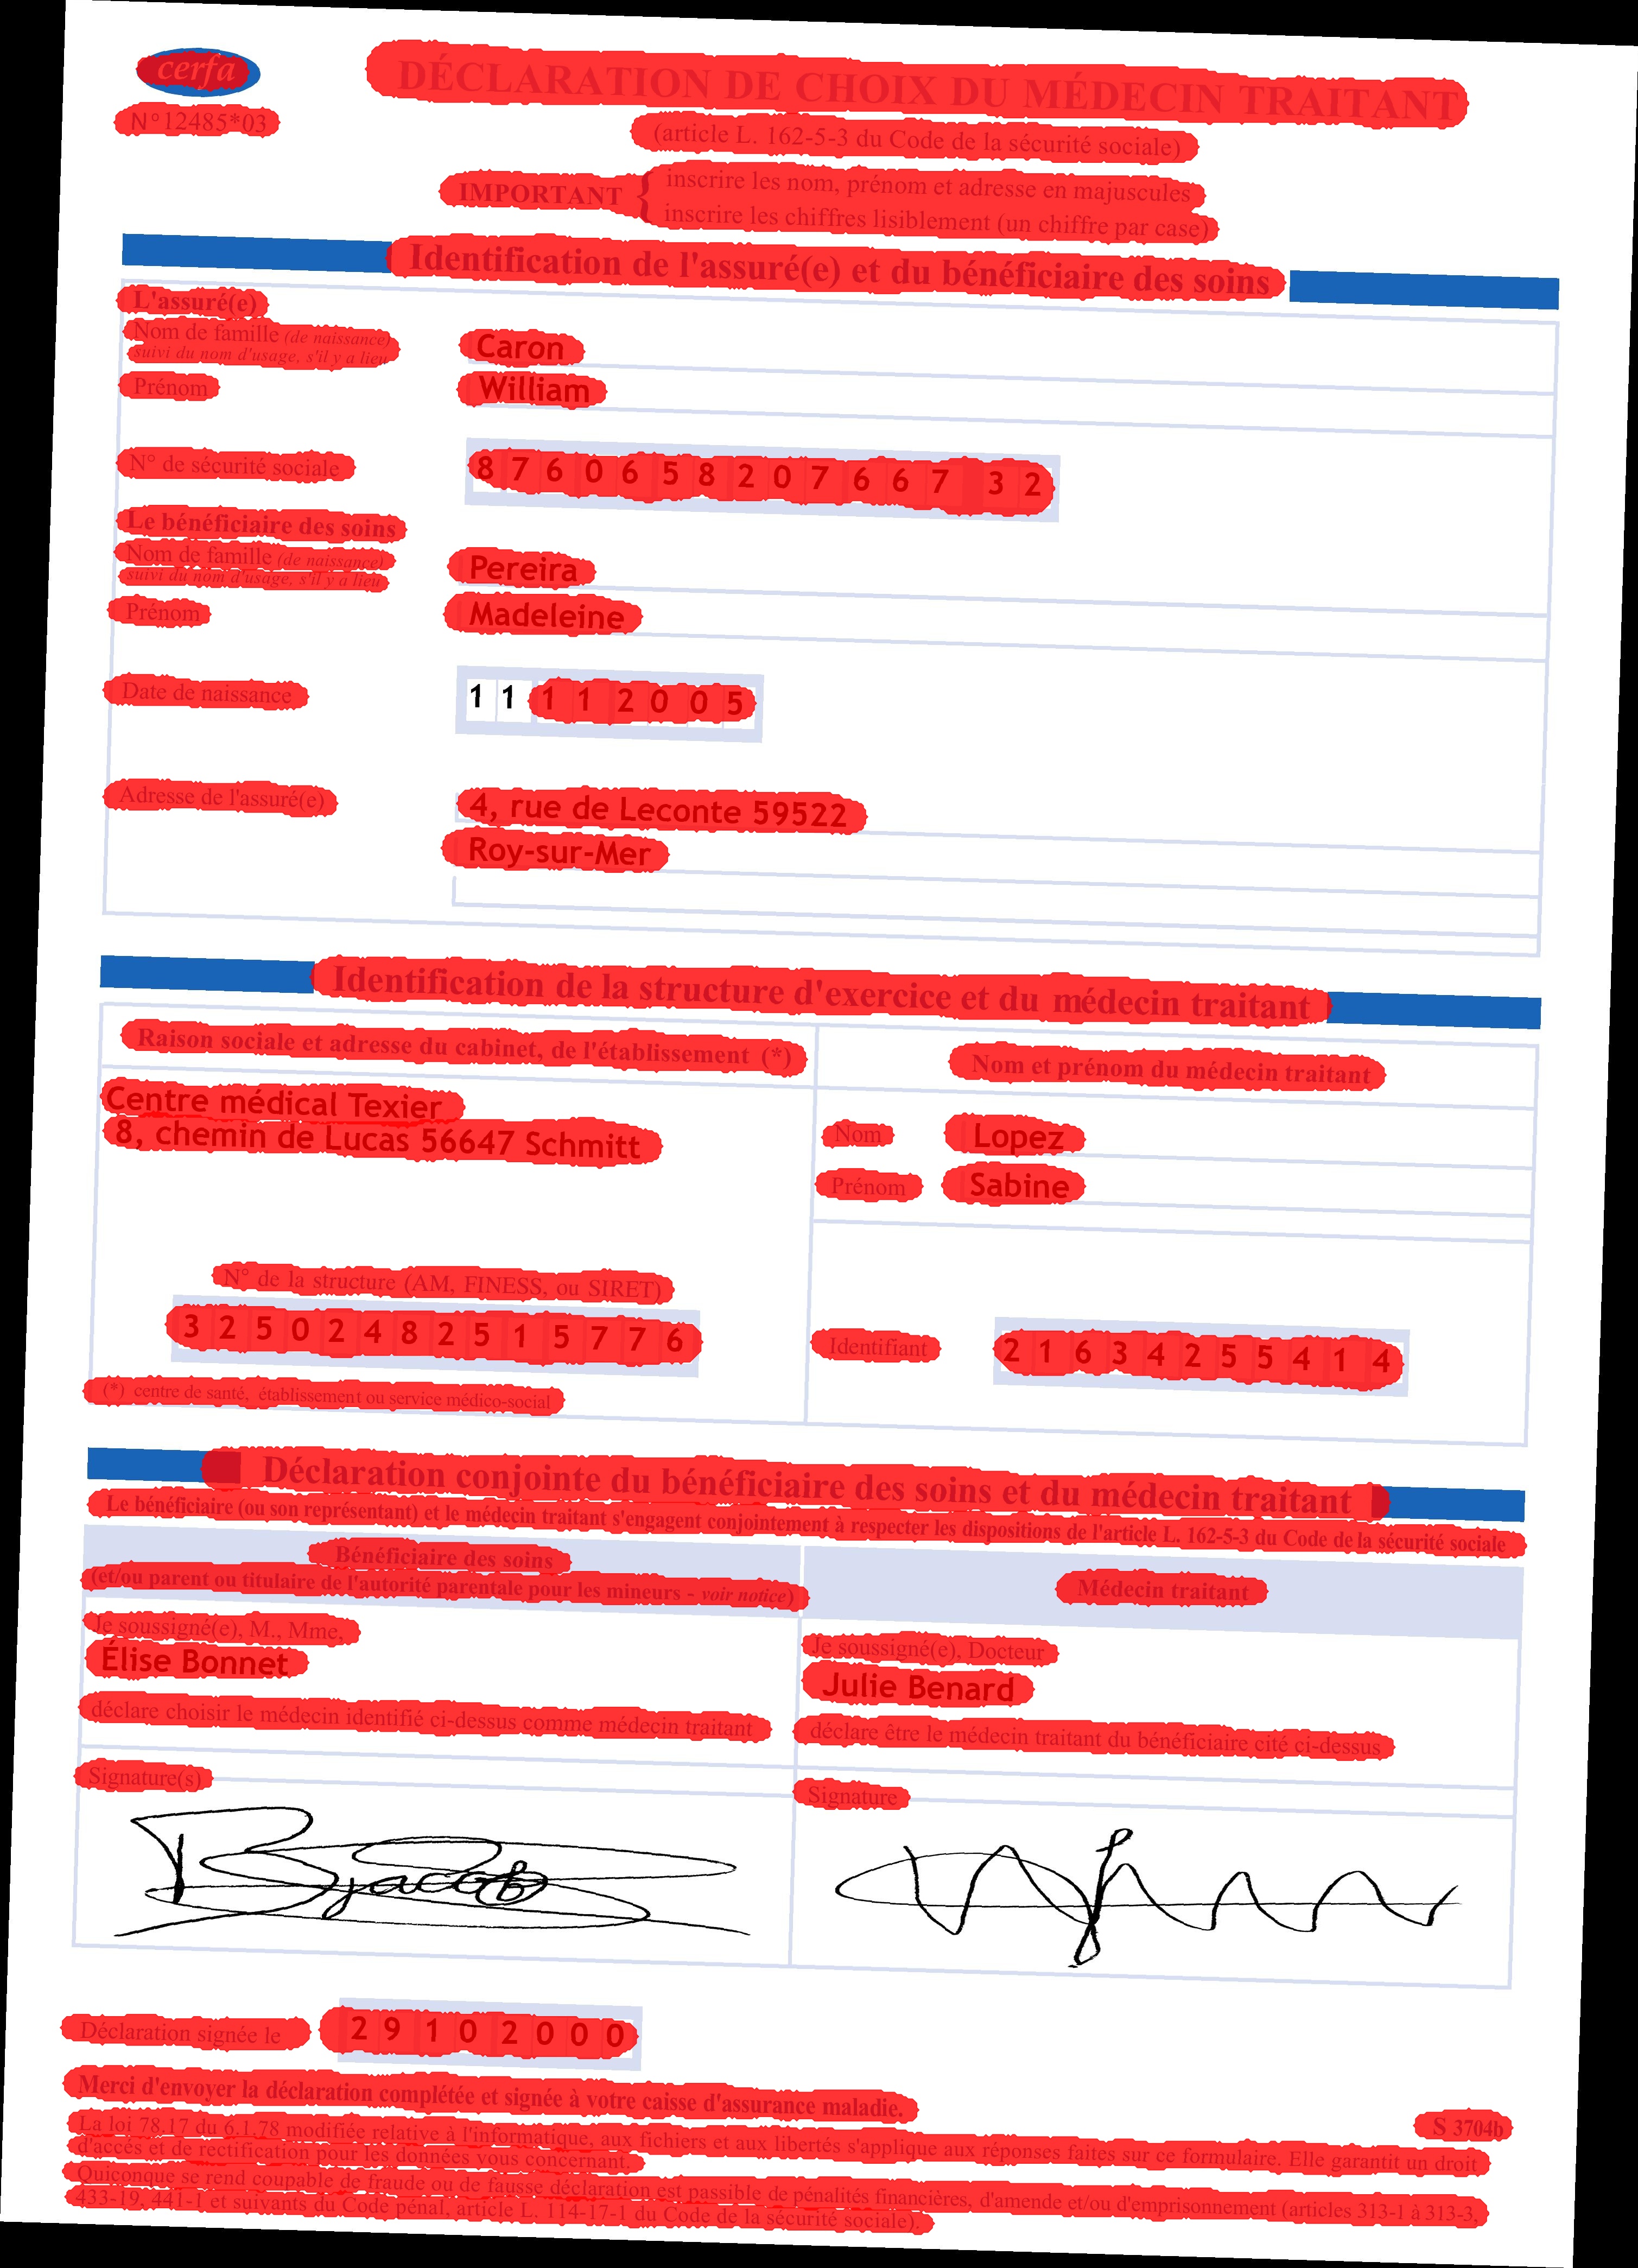 cerfa
N°12485*03
DÉCLARATION DE CHOIX DU MÉDECIN TRAITANT
(article L. 162-5-3 du Code de la sécurité sociale)
IMPORTANT { inscrire les nom, prénom et adresse en majuscules
inscrire les chiffres lisiblement (un chiffre par case)
Identification de l'assuré(e) et du bénéficiaire des soins
L'assuré(e)
Nom de famille (de naissance)
suivi du nom d'usage, s'il y a lieu
Caron
Prénom William
N° de sécurité sociale 8 7 6 0 6 5 8 2 0 7 6 6 7 3 2
Le bénéficiaire des soins
Nom de famille (de naissance)
suivi du nom d'usage, s'il y a lieu
Pereira
Prénom Madeleine
Date de naissance 1 1 1 1 2 0 0 5
Adresse de l'assuré(e) 4, rue de Leconte 59522
Roy-sur-Mer
Identification de la structure d'exercice et du médecin traitant
Raison sociale et adresse du cabinet, de l'établissement (*)
Centre médical Texier
8, chemin de Lucas 56647 Schmitt
N° de la structure (AM, FINESS, ou SIRET)
3 2 5 0 2 4 8 2 5 1 5 7 7 6
(*) centre de santé, établissement ou service médico-social
Nom et prénom du médecin traitant
Nom Lopez
Prénom Sabine
Identifiant 2 1 6 3 4 2 5 5 4 1 4
Déclaration conjointe du bénéficiaire des soins et du médecin traitant
Le bénéficiaire (ou son représentant) et le médecin traitant s'engagent conjointement à respecter les dispositions de l'article L. 162-5-3 du Code de la sécurité sociale
Bénéficiaire des soins
(et/ou parent ou titulaire de l'autorité parentale pour les mineurs - voir notice)
Je soussigné(e), M., Mme,
Élise Bonnet
déclare choisir le médecin identifié ci-dessus comme médecin traitant
Signature(s)
Médecin traitant
Je soussigné(e), Docteur
Julie Benard
déclare être le médecin traitant du bénéficiaire cité ci-dessus
Signature
Déclaration signée le 2 9 1 0 2 0 0 0
Merci d'envoyer la déclaration complétée et signée à votre caisse d'assurance maladie.
S 3704b
La loi 78.17 du 6.1.78 modifiée relative à l'informatique, aux fichiers et aux libertés s'applique aux réponses faites sur ce formulaire. Elle garantit un droit
d'accès et de rectification pour les données vous concernant.
Quiconque se rend coupable de fraude ou de fausse déclaration est passible de pénalités financières, d'amende et/ou d'emprisonnement (articles 313-1 à 313-3,
433-19, 441-1 et suivants du Code pénal, article L. 114-17-1 du Code de la sécurité sociale).